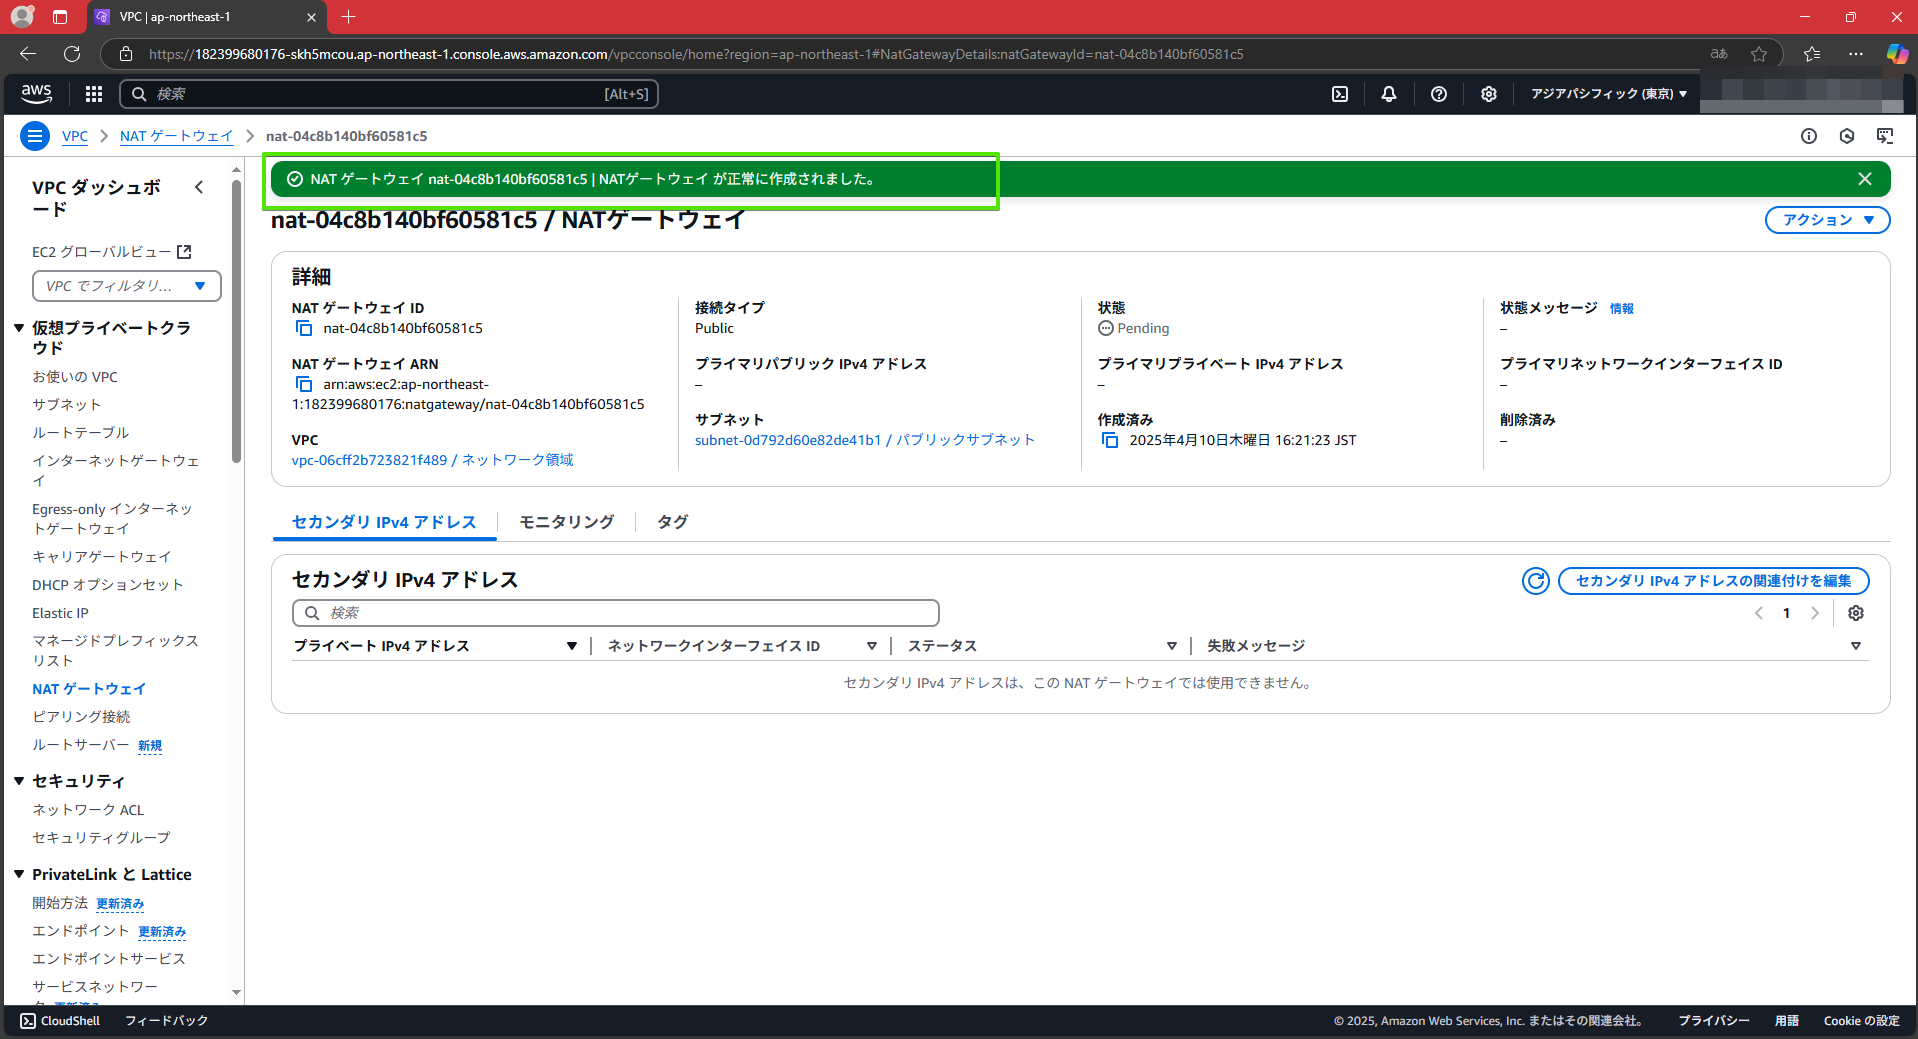 VPC | ap-northeast-1
https://182399680176-skh5mcou.ap-northeast-1.console.aws.amazon.com/vpcconsole/home?region=ap-northeast-1#NatGatewayDetails:natGatewayId=nat-04c8b140bf60581c5
aあ
aws
検索
[Alt+S]
アジアパシフィック (東京)
VPC
NAT ゲートウェイ
nat-04c8b140bf60581c5
VPC ダッシュボ
ード
EC2 グローバルビュー
VPC でフィルタリ...
仮想プライベートクラ
ウド
お使いの VPC
サブネット
ルートテーブル
インターネットゲートウェ
イ
Egress-only インターネッ
トゲートウェイ
キャリアゲートウェイ
DHCP オプションセット
Elastic IP
マネージドプレフィックス
リスト
NAT ゲートウェイ
ピアリング接続
ルートサーバー 新規
セキュリティ
ネットワーク ACL
セキュリティグループ
PrivateLink と Lattice
開始方法 更新済み
エンドポイント 更新済み
エンドポイントサービス
サービスネットワー
ク 更新済み
NAT ゲートウェイ nat-04c8b140bf60581c5 | NATゲートウェイ が正常に作成されました。
nat-04c8b140bf60581c5 / NATゲートウェイ
アクション
詳細
NAT ゲートウェイ ID
nat-04c8b140bf60581c5
NAT ゲートウェイ ARN
arn:aws:ec2:ap-northeast-
1:182399680176:natgateway/nat-04c8b140bf60581c5
VPC
vpc-06cff2b723821f489 / ネットワーク領域
接続タイプ
Public
プライマリパブリック IPv4 アドレス
–
サブネット
subnet-0d792d60e82de41b1 / パブリックサブネット
状態
Pending
プライマリプライベート IPv4 アドレス
–
作成済み
2025年4月10日木曜日 16:21:23 JST
状態メッセージ 情報
–
プライマリネットワークインターフェイス ID
–
削除済み
–
セカンダリ IPv4 アドレス
モニタリング
タグ
セカンダリ IPv4 アドレス
セカンダリ IPv4 アドレスの関連付けを編集
検索
1
プライベート IPv4 アドレス
ネットワークインターフェイス ID
ステータス
失敗メッセージ
セカンダリ IPv4 アドレスは、この NAT ゲートウェイでは使用できません。
CloudShell
フィードバック
© 2025, Amazon Web Services, Inc. またはその関連会社。
プライバシー
用語
Cookie の設定